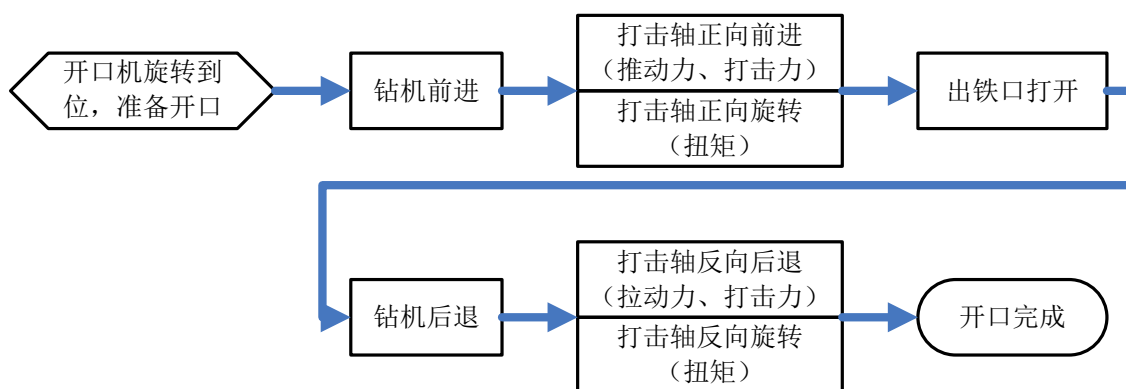 开口机旋转到
位，准备开口
钻机前进
打击轴正向前进
（推动力、打击力）
打击轴正向旋转
（扭矩）
出铁口打开
钻机后退
打击轴反向后退
（拉动力、打击力）
打击轴反向旋转
（扭矩）
开口完成